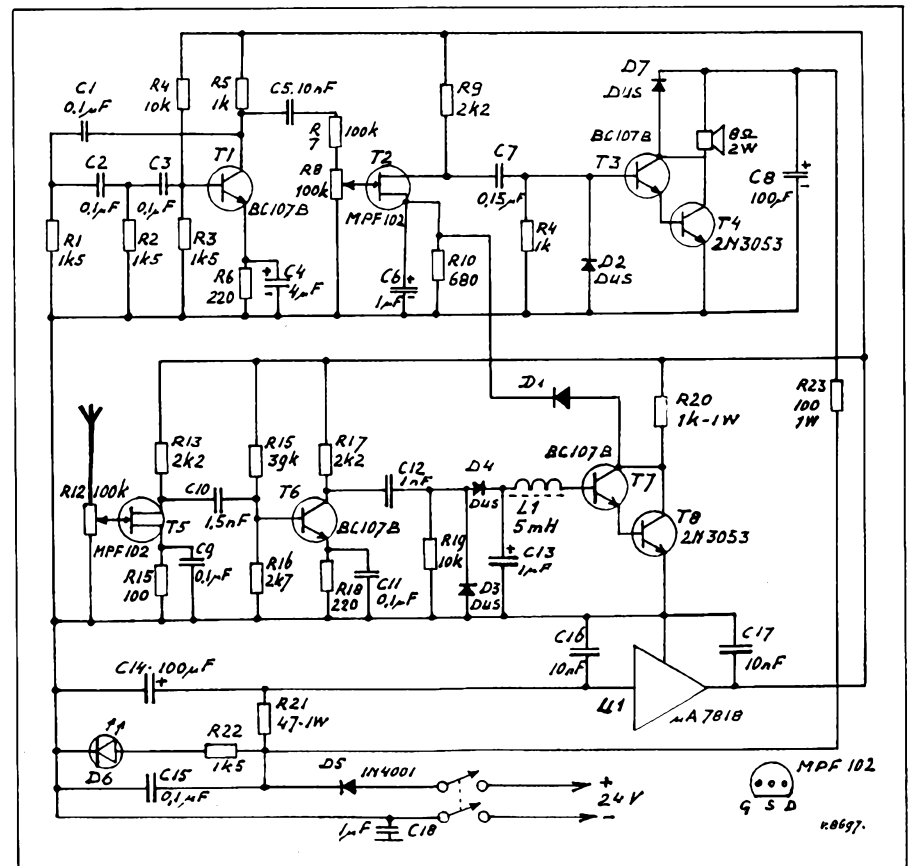 C1
0,1µF
R4
10k
R5
1k
C5.10nF
R
7
100k
R9
2k2
D7
DUS
8Ω
2W
C2
0,1µF
C3
0,1µF
T1
BC107B
R8
100k
T2
MPF102
C7
0,15µF
BC107B
T3
T4
2N3053
C8
+
-
100µF
R1
1k5
R2
1k5
R3
1k5
R6
220
+
-
C4
4µF
C6
1µF
+
-
R10
680
R4
1k
D2
DUS
D1
R20
1k-1W
R23
100
1W
R13
2k2
R15
39k
R17
2k2
C12
1nF
D4
DUS
BC107B
T7
R12 100k
C10
1,5nF
T6
BC107B
L1
5mH
T8
2N3053
MPF102
T5
C9
0,1µF
R15
100
R16
2k7
R18
220
C11
0,1µF
R19
10k
D3
DUS
+
C13
1µF
C16
10nF
C17
10nF
C14-100µF
+
R21
47-1W
U1
µA7818
R22
1k5
D6
C15
0,1µF
D5
1N4001
+
24V
-
1µF
C18
MPF102
G S D
v.8697.